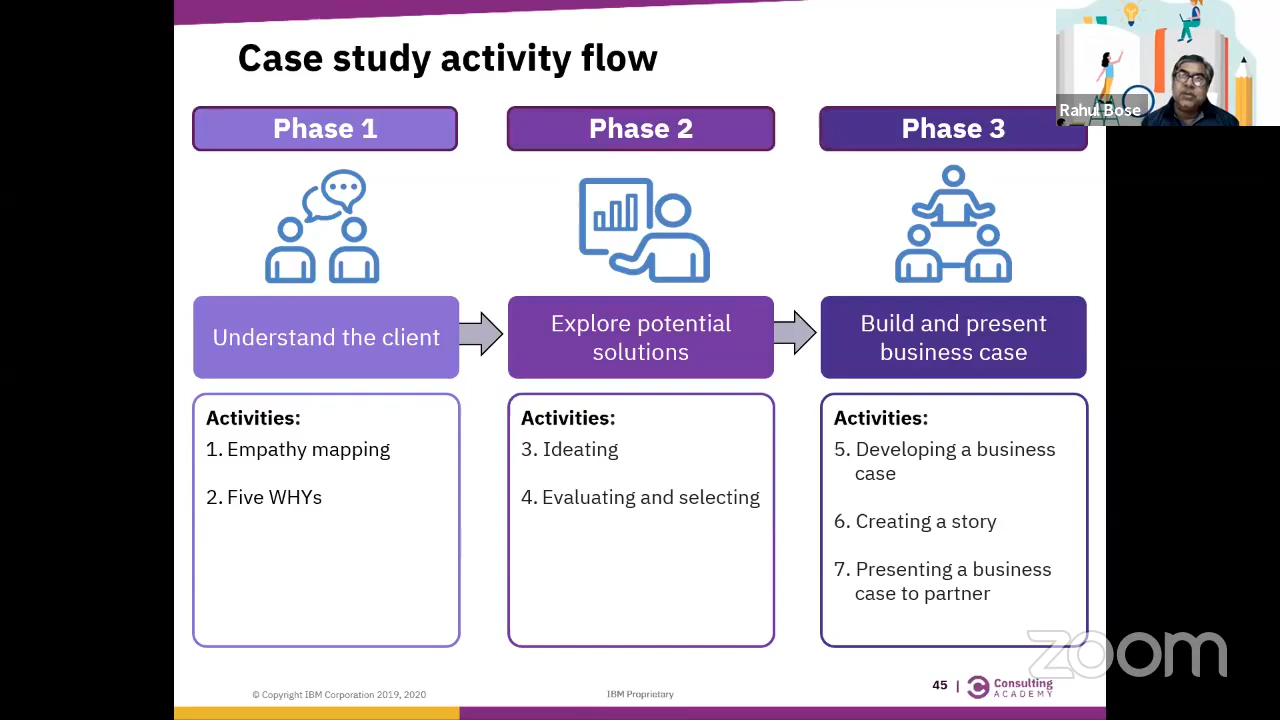 Case study activity flow
Rahul Bose
Phase 1
Phase 2
Phase 3
Understand the client
Explore potential
solutions
Build and present
business case
Activities:
1. Empathy mapping
2. Five WHYs
Activities:
3. Ideating
4. Evaluating and selecting
Activities:
5. Developing a business
case
6. Creating a story
7. Presenting a business
case to partner
zoom
© Copyright IBM Corporation 2019, 2020
IBM Proprietary
45 |
Consulting
ACADEMY